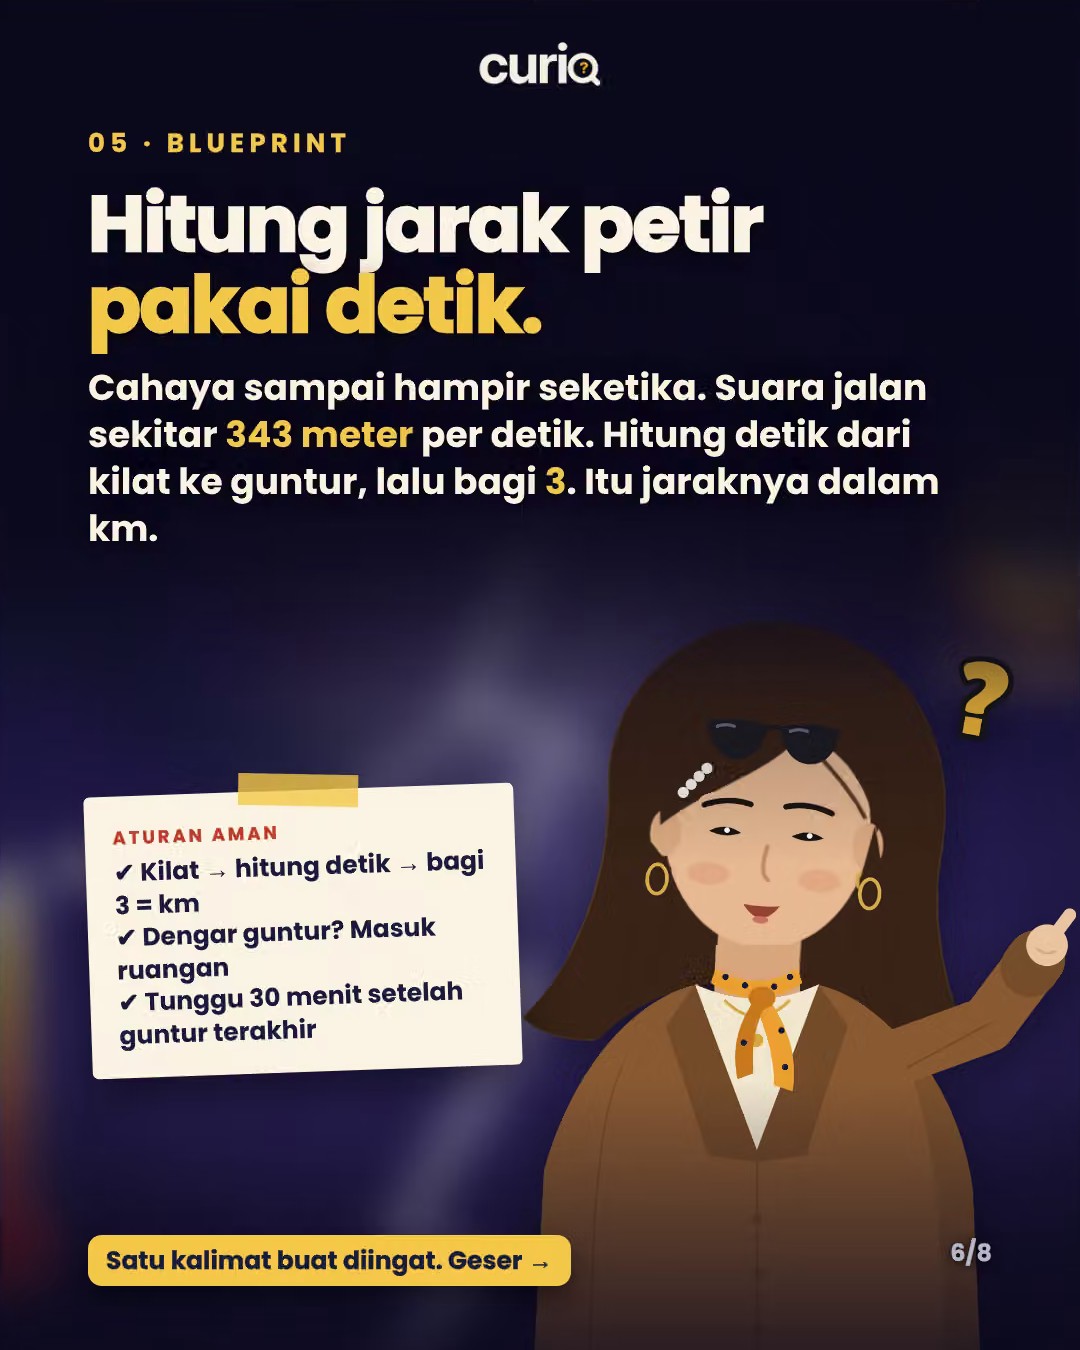 curio
05 · BLUEPRINT
Hitung jarak petir
pakai detik.
Cahaya sampai hampir seketika. Suara jalan
sekitar 343 meter per detik. Hitung detik dari
kilat ke guntur, lalu bagi 3. Itu jaraknya dalam
km.
?
ATURAN AMAN
✔ Kilat → hitung detik → bagi
3 = km
✔ Dengar guntur? Masuk
ruangan
✔ Tunggu 30 menit setelah
guntur terakhir
Satu kalimat buat diingat. Geser →
6/8